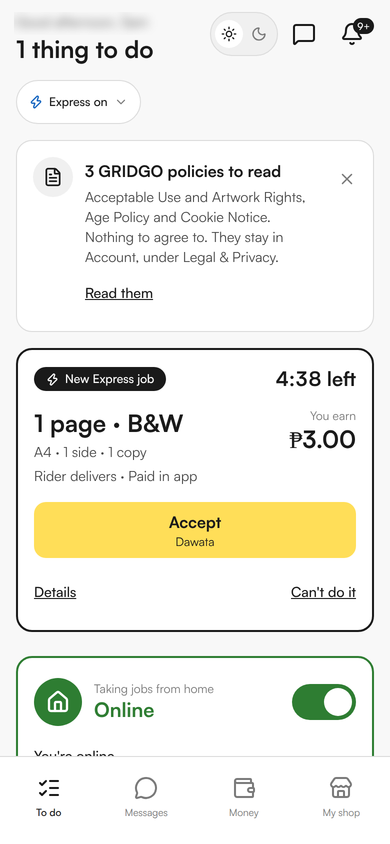 1 thing to do
9+
Express on
3 GRIDGO policies to read
Acceptable Use and Artwork Rights,
Age Policy and Cookie Notice.
Nothing to agree to. They stay in
Account, under Legal & Privacy.
Read them
New Express job
4:38 left
1 page · B&W
You earn
₱3.00
A4 · 1 side · 1 copy
Rider delivers · Paid in app
Accept
Dawata
Details
Can't do it
Taking jobs from home
Online
You're online
To do
Messages
Money
My shop